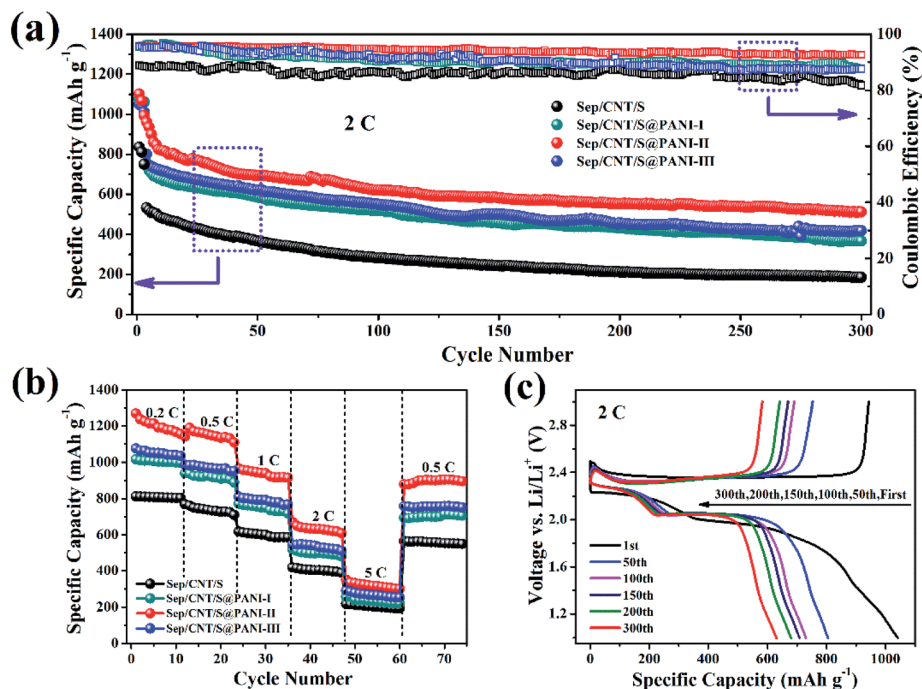 (a)
1400
1200
1000
800
600
400
200
0
Specific Capacity (mAh g⁻¹)
100
80
60
40
20
0
Coulombic Efficiency (%)
2 C
Sep/CNT/S
Sep/CNT/S@PANI-I
Sep/CNT/S@PANI-II
Sep/CNT/S@PANI-III
0 50 100 150 200 250 300
Cycle Number
(b)
1400
1200
1000
800
600
400
200
0
Specific Capacity (mAh g⁻¹)
0.2 C
0.5 C
1 C
2 C
5 C
0.5 C
Sep/CNT/S
Sep/CNT/S@PANI-I
Sep/CNT/S@PANI-II
Sep/CNT/S@PANI-III
0 10 20 30 40 50 60 70
Cycle Number
(c)
3.0
2.5
2.0
1.5
Voltage vs. Li/Li⁺ (V)
2 C
300th,200th,150th,100th,50th,First
1st
50th
100th
150th
200th
300th
0 200 400 600 800 1000
Specific Capacity (mAh g⁻¹)